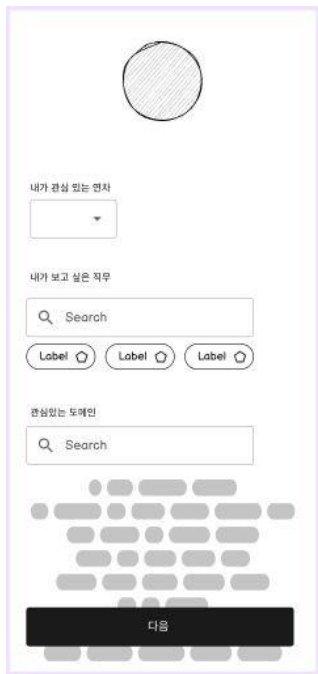 내가 관심 있는 연차
내가 보고 싶은 직무
Search
Label Label Label
관심있는 도메인
Search
다음